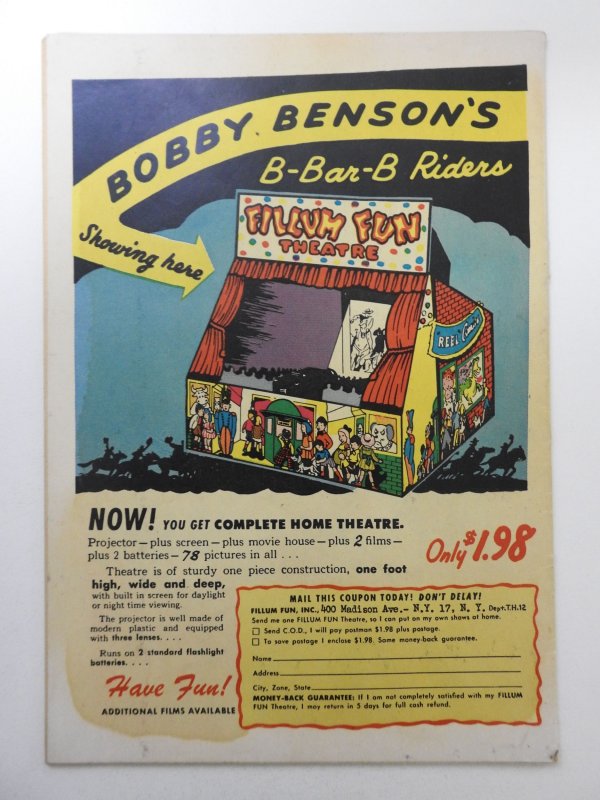 BOBBY BENSON'S
B-Bar-B Riders
Showing here
FILLUM FUN
THEATRE
REEL
NOW! YOU GET COMPLETE HOME THEATRE.
Projector—plus screen—plus movie house—plus 2 films—
plus 2 batteries—78 pictures in all . . .
Only $1.98
Theatre is of sturdy one piece construction, one foot
high, wide and deep,
with built in screen for daylight
or night time viewing.
The projector is well made of
modern plastic and equipped
with three lenses. . . .
Runs on 2 standard flashlight
batteries. . . .
Have Fun!
ADDITIONAL FILMS AVAILABLE
MAIL THIS COUPON TODAY! DON'T DELAY!
FILLUM FUN, INC., 400 Madison Ave.,— N.Y. 17, N. Y. Dept.T.H.12
Send me one FILLUM FUN Theatre, so I can put on my own shows at home.
Send C.O.D., I will pay postman $1.98 plus postage.
To save postage I enclose $1.98. Same money-back guarantee.
Name
Address
City, Zone, State
MONEY-BACK GUARANTEE: If I am not completely satisfied with my FILLUM
FUN Theatre, I may return in 5 days for full cash refund.